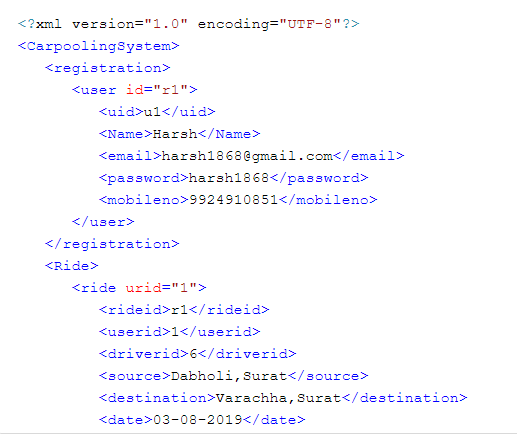 <?xml version="1.0" encoding="UTF-8"?>
<CarpoolingSystem>
<registration>
<user id="r1">
<uid>u1</uid>
<Name>Harsh</Name>
<email>harsh1868@gmail.com</email>
<password>harsh1868</password>
<mobileno>9924910851</mobileno>
</user>
</registration>
<Ride>
<ride urid="1">
<rideid>r1</rideid>
<userid>1</userid>
<driverid>6</driverid>
<source>Dabholi,Surat</source>
<destination>Varachha,Surat</destination>
<date>03-08-2019</date>